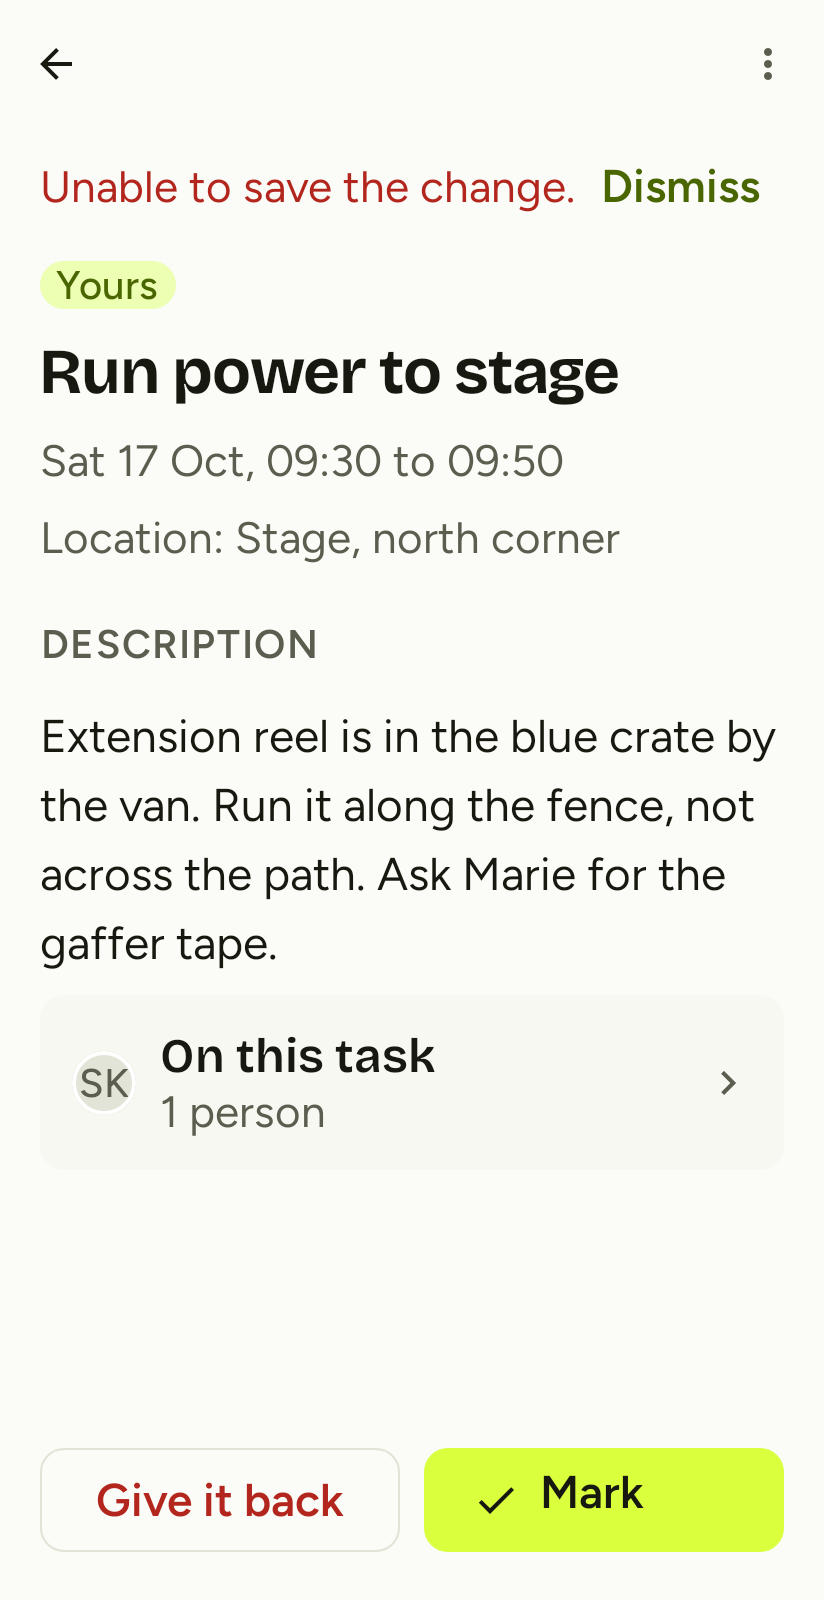 Unable to save the change. Dismiss
Yours
Run power to stage
Sat 17 Oct, 09:30 to 09:50
Location: Stage, north corner
DESCRIPTION
Extension reel is in the blue crate by
the van. Run it along the fence, not
across the path. Ask Marie for the
gaffer tape.
SK
On this task
1 person
Give it back
Mark